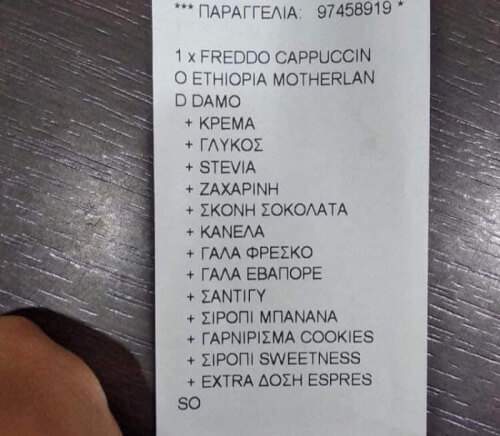 *** ΠΑΡΑΓΓΕΛΙΑ: 97458919 *
1 x FREDDO CAPPUCCIN
O ETHIOPIA MOTHERLAN
D DAMO
+ ΚΡΕΜΑ
+ ΓΛΥΚΟΣ
+ STEVIA
+ ΖΑΧΑΡΙΝΗ
+ ΣΚΟΝΗ ΣΟΚΟΛΑΤΑ
+ ΚΑΝΕΛΑ
+ ΓΑΛΑ ΦΡΕΣΚΟ
+ ΓΑΛΑ ΕΒΑΠΟΡΕ
+ ΣΑΝΤΙΓΥ
+ ΣΙΡΟΠΙ ΜΠΑΝΑΝΑ
+ ΓΑΡΝΙΡΙΣΜΑ COOKIES
+ ΣΙΡΟΠΙ SWEETNESS
+ EXTRA ΔΟΣΗ ESPRES
SO